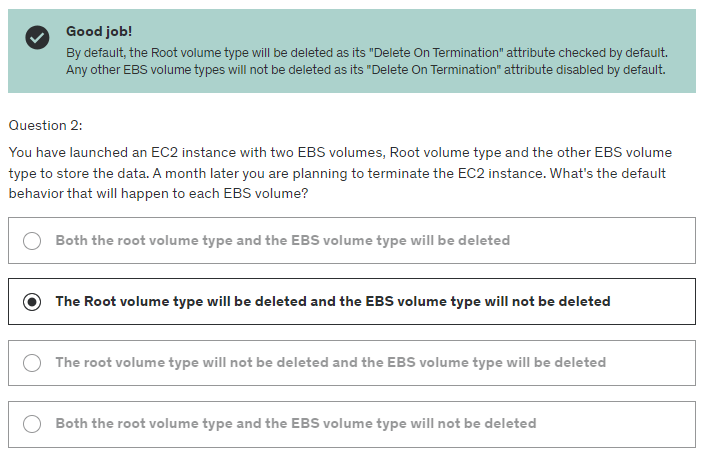 Good job!
By default, the Root volume type will be deleted as its "Delete On Termination" attribute checked by default.
Any other EBS volume types will not be deleted as its "Delete On Termination" attribute disabled by default.
Question 2:
You have launched an EC2 instance with two EBS volumes, Root volume type and the other EBS volume
type to store the data. A month later you are planning to terminate the EC2 instance. What's the default
behavior that will happen to each EBS volume?
Both the root volume type and the EBS volume type will be deleted
The Root volume type will be deleted and the EBS volume type will not be deleted
The root volume type will not be deleted and the EBS volume type will be deleted
Both the root volume type and the EBS volume type will not be deleted